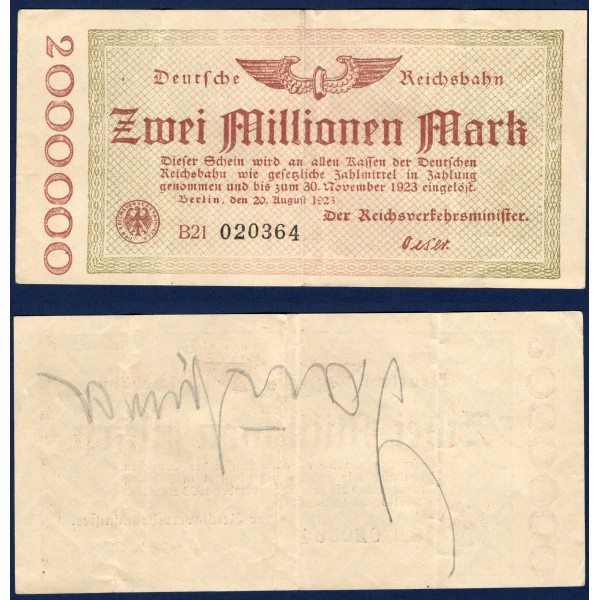 2000000
Deutsche Reichsbahn
Zwei Millionen Mark
Dieser Schein wird an allen Kassen der Deutschen
Reichsbahn wie gesetzliche Zahlmittel in Zahlung
genommen und bis zum 30. November 1923 eingelöst.
Berlin, den 20. August 1923
Der Reichsverkehrsminister.
B21 020364
Oeser.